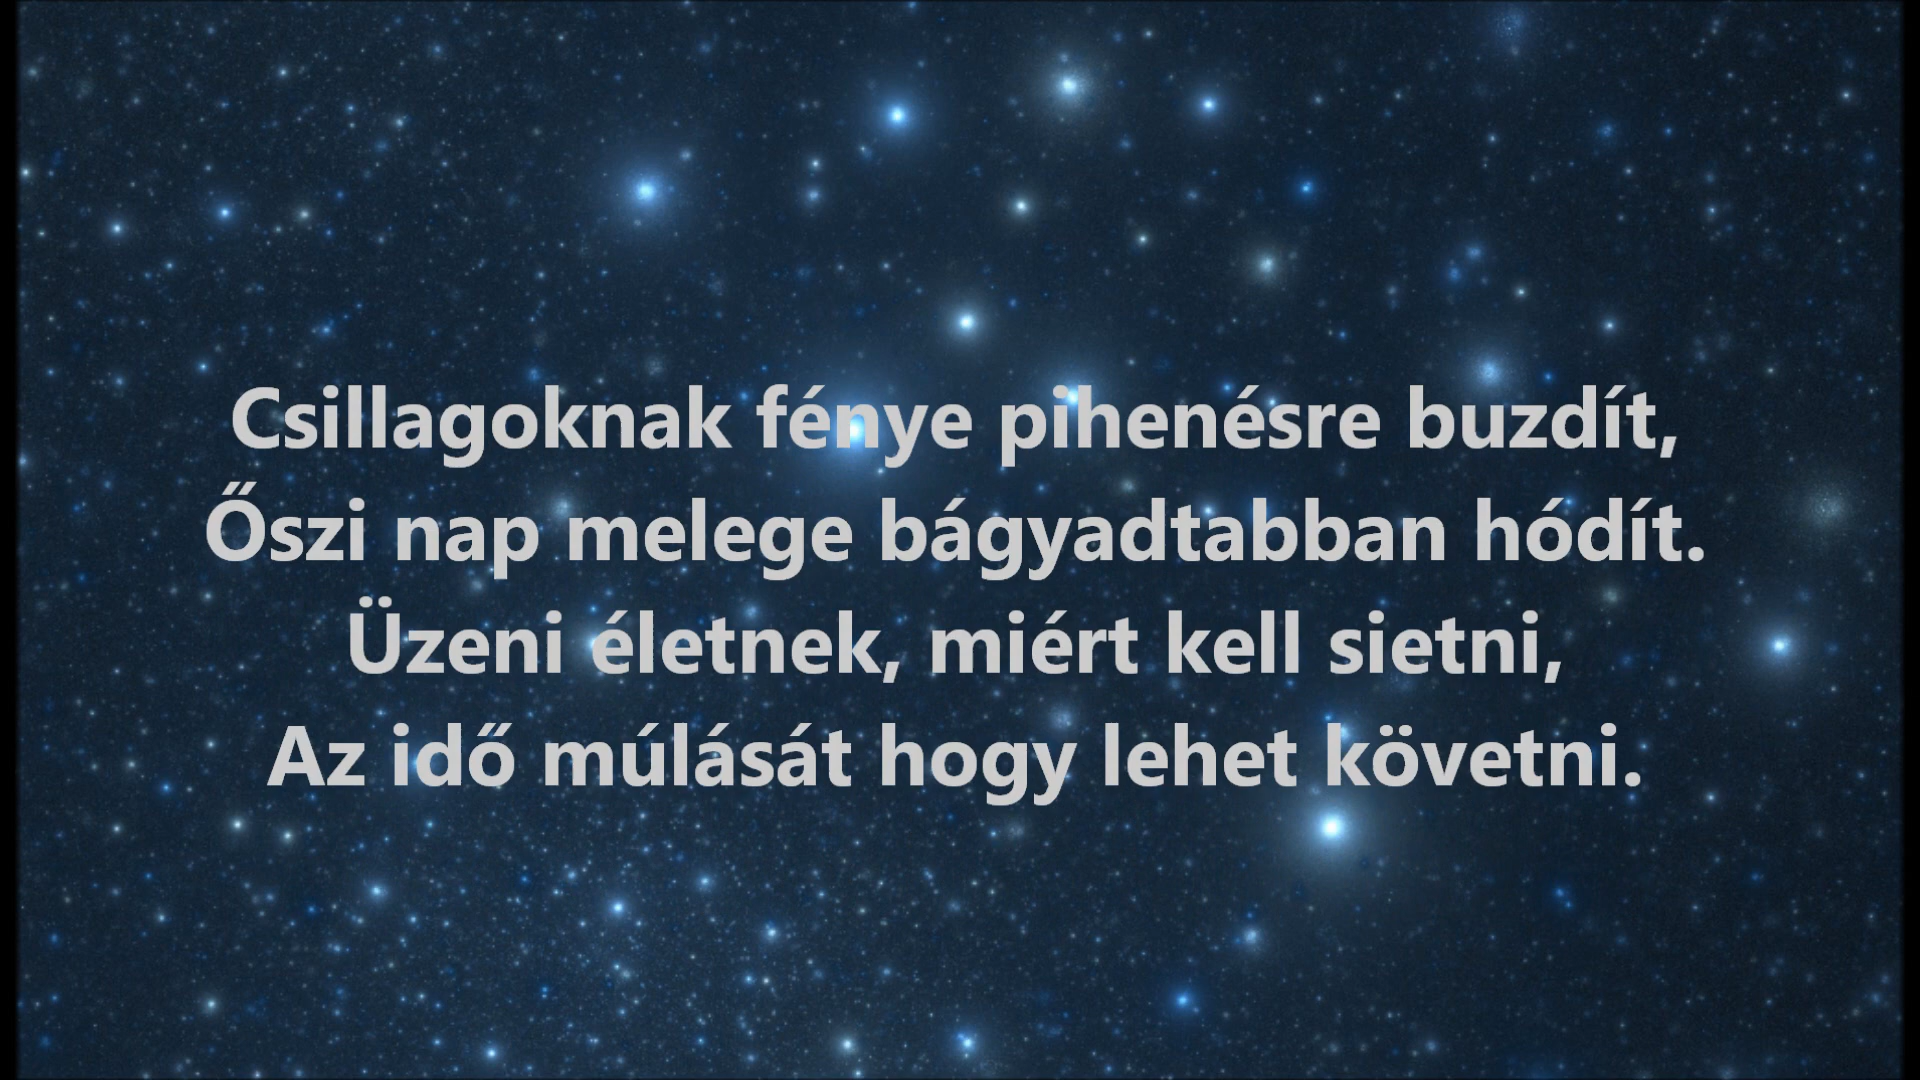 Csillagoknak fénye pihenésre buzdít,
Őszi nap melege bágyadtabban hódít.
Üzeni életnek, miért kell sietni,
Az idő múlását hogy lehet követni.